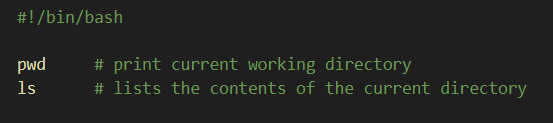 #!/bin/bash
pwd     # print current working directory
ls      # lists the contents of the current directory